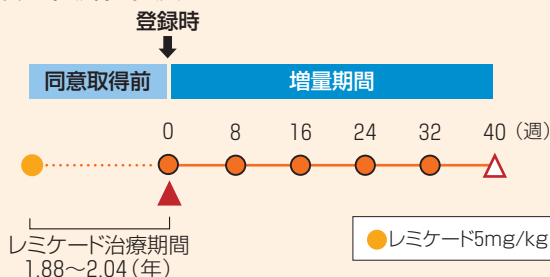 登録時
同意取得前
増量期間
0 8 16 24 32 40（週）
レミケード治療期間
1.88～2.04（年）
レミケード5mg/kg